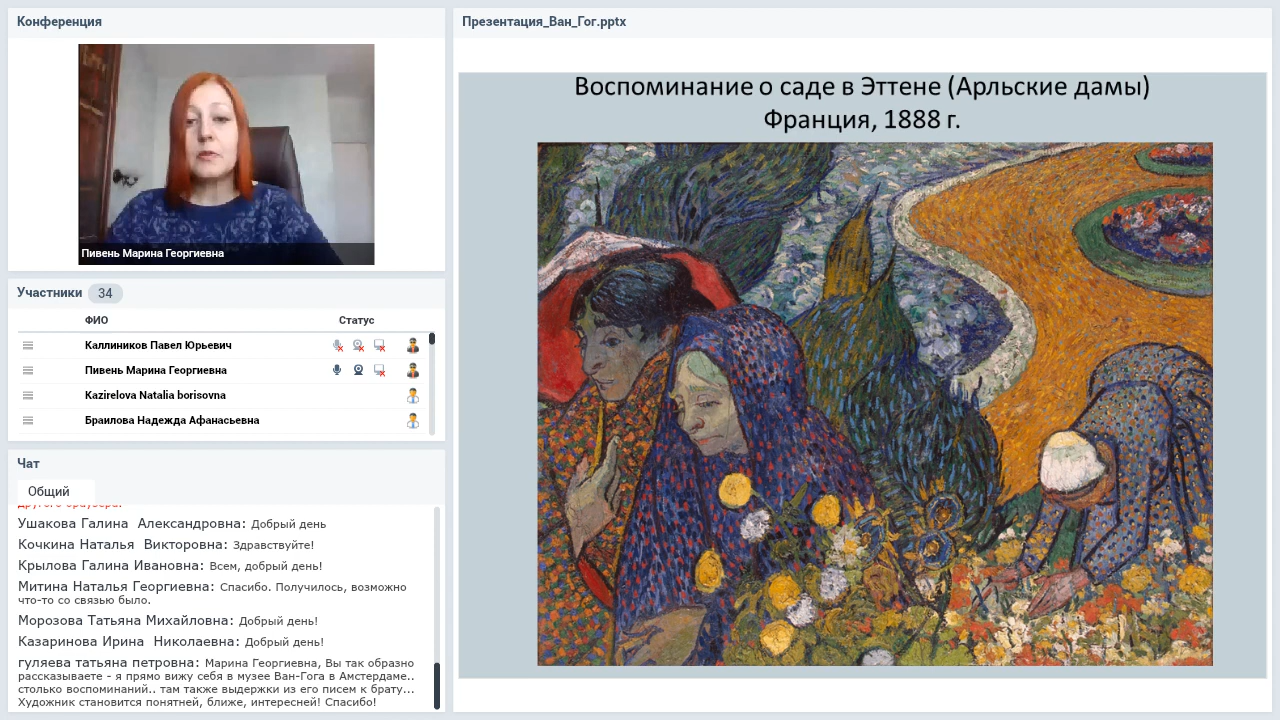 Конференция
Пивень Марина Георгиевна
Участники 34
ФИО Статус
Каллиников Павел Юрьевич
Пивень Марина Георгиевна
Kazirelova Natalia borisovna
Браилова Надежда Афанасьевна
Чат
Общий
другого браузера.
Ушакова Галина Александровна: Добрый день
Кочкина Наталья Викторовна: Здравствуйте!
Крылова Галина Ивановна: Всем, добрый день!
Митина Наталья Георгиевна: Спасибо. Получилось, возможно
что-то со связью было.
Морозова Татьяна Михайловна: Добрый день!
Казаринова Ирина Николаевна: Добрый день!
гуляева татьяна петровна: Марина Георгиевна, Вы так образно
рассказываете - я прямо вижу себя в музее Ван-Гога в Амстердаме..
столько воспоминаний.. там также выдержки из его писем к брату...
Художник становится понятней, ближе, интересней! Спасибо!
Презентация_Ван_Гог.pptx
Воспоминание о саде в Эттене (Арльские дамы)
Франция, 1888 г.